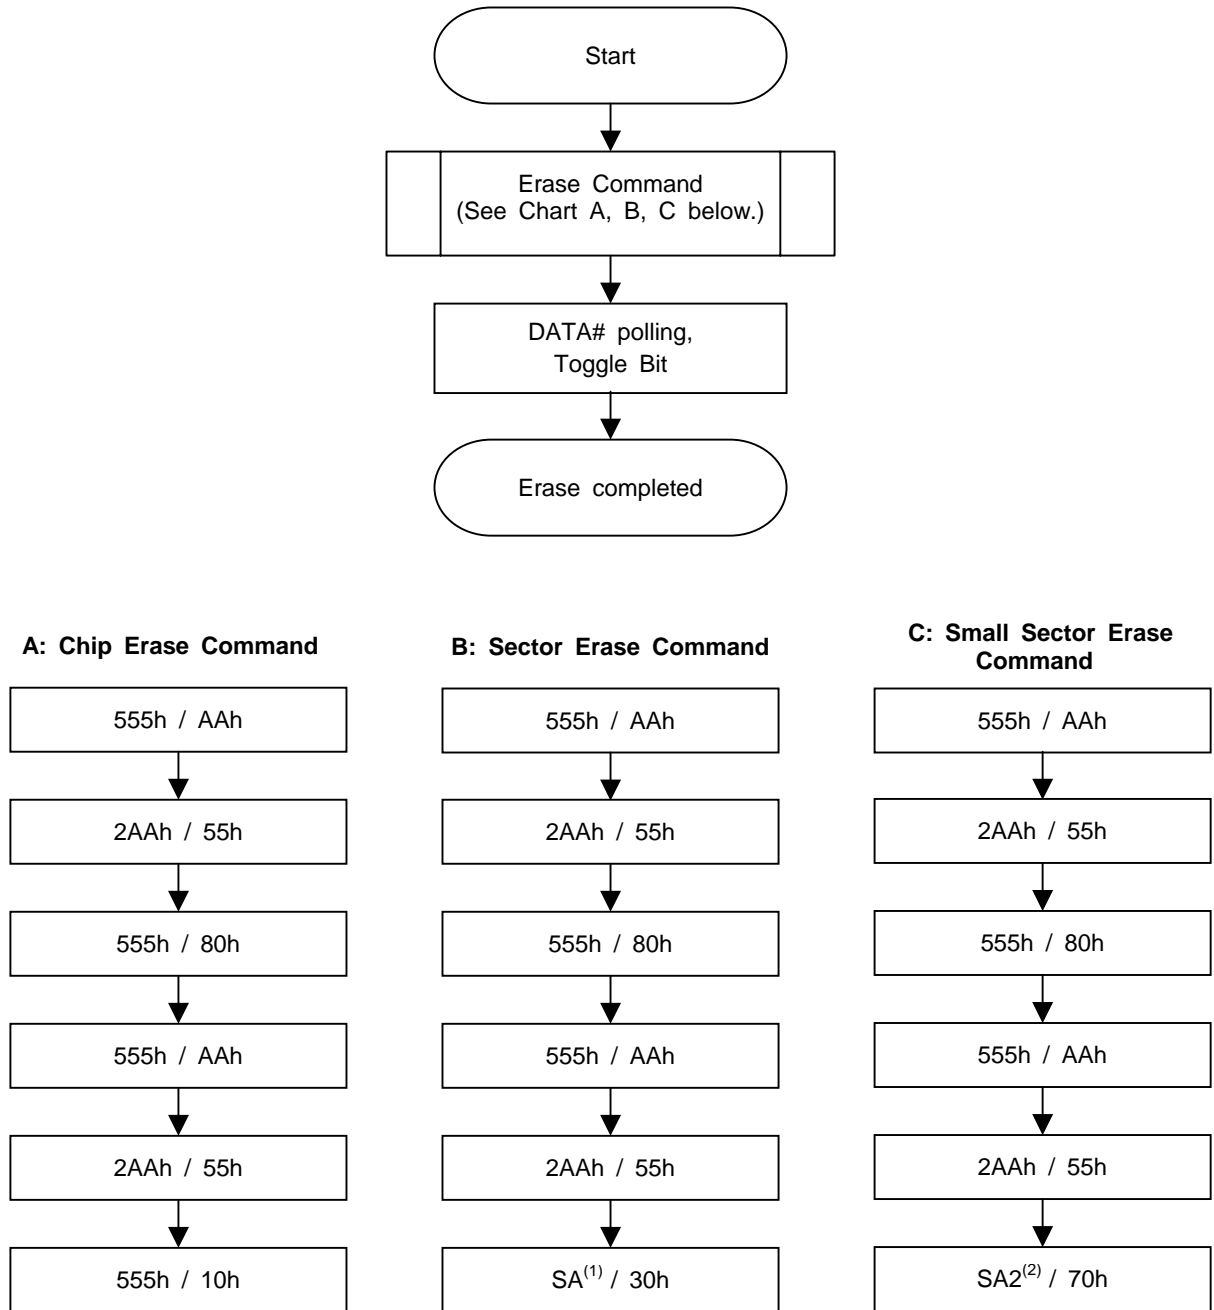 Start
Erase Command
(See Chart A, B, C below.)
DATA# polling,
Toggle Bit
Erase completed
A: Chip Erase Command
555h / AAh
2AAh / 55h
555h / 80h
555h / AAh
2AAh / 55h
555h / 10h
B: Sector Erase Command
555h / AAh
2AAh / 55h
555h / 80h
555h / AAh
2AAh / 55h
SA(1) / 30h
C: Small Sector Erase
Command
555h / AAh
2AAh / 55h
555h / 80h
555h / AAh
2AAh / 55h
SA2(2) / 70h